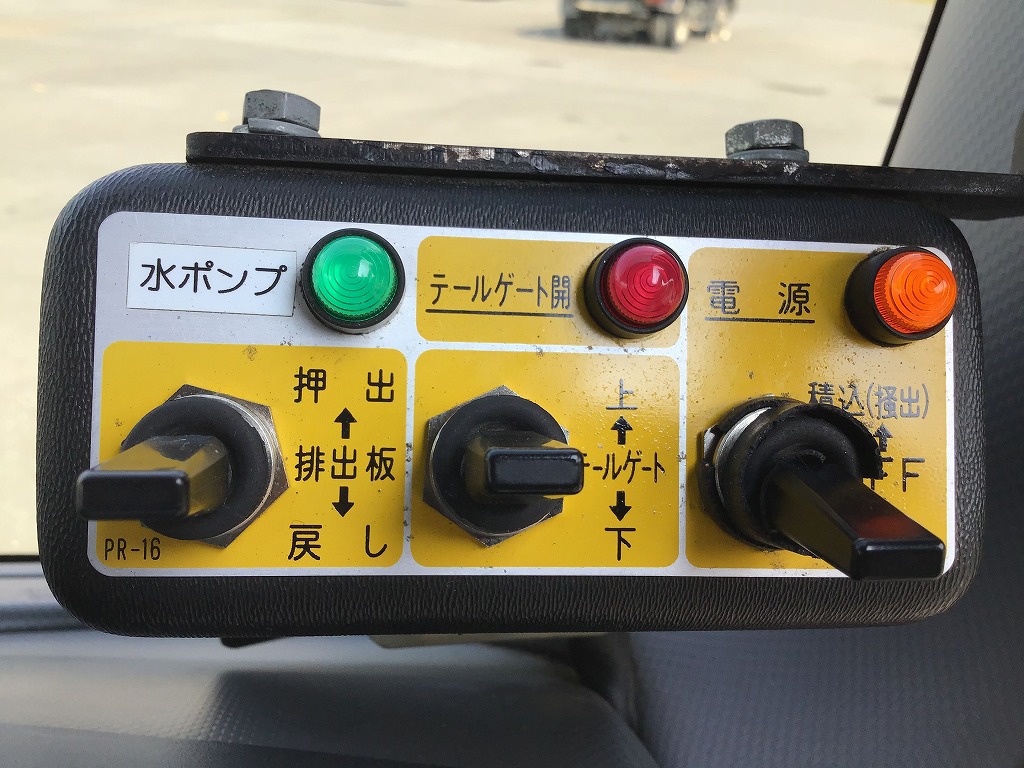 水ポンプ
テールゲート開
電 源
押 出
排出板
戻 し
PR-16
上
テールゲート
下
積込(掻出)